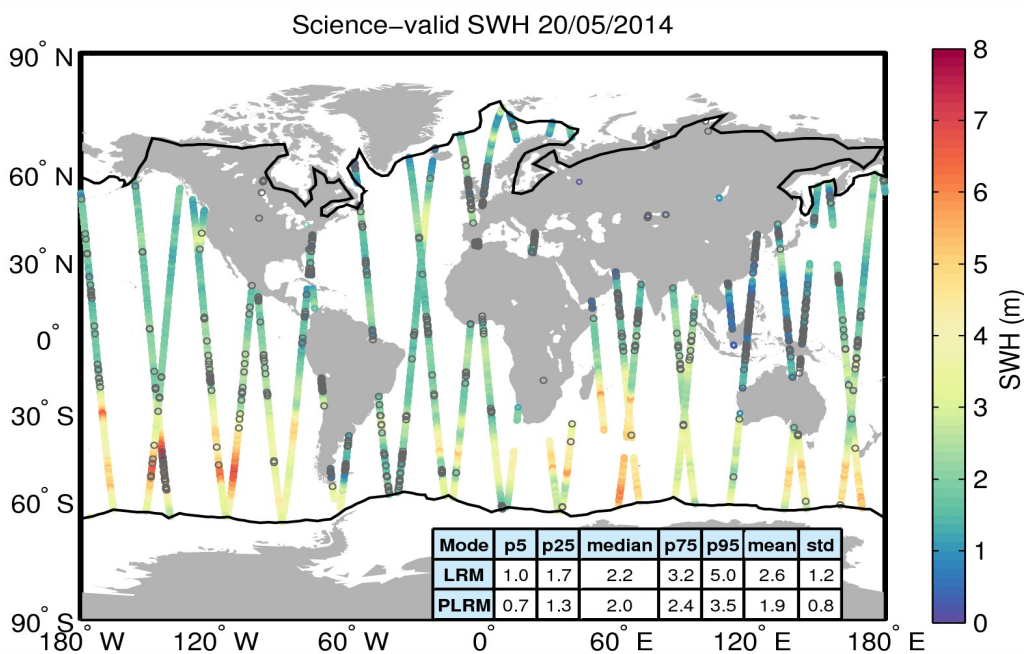 Science−valid SWH 20/05/2014
90° N
60° N
30° N
0°
30° S
60° S
90° S
180° W
120° W
60° W
0°
60° E
120° E
180° E
8
7
6
5
4
3
2
1
0
SWH (m)
Mode p5 p25 median p75 p95 mean std
LRM 1.0 1.7 2.2 3.2 5.0 2.6 1.2
PLRM 0.7 1.3 2.0 2.4 3.5 1.9 0.8